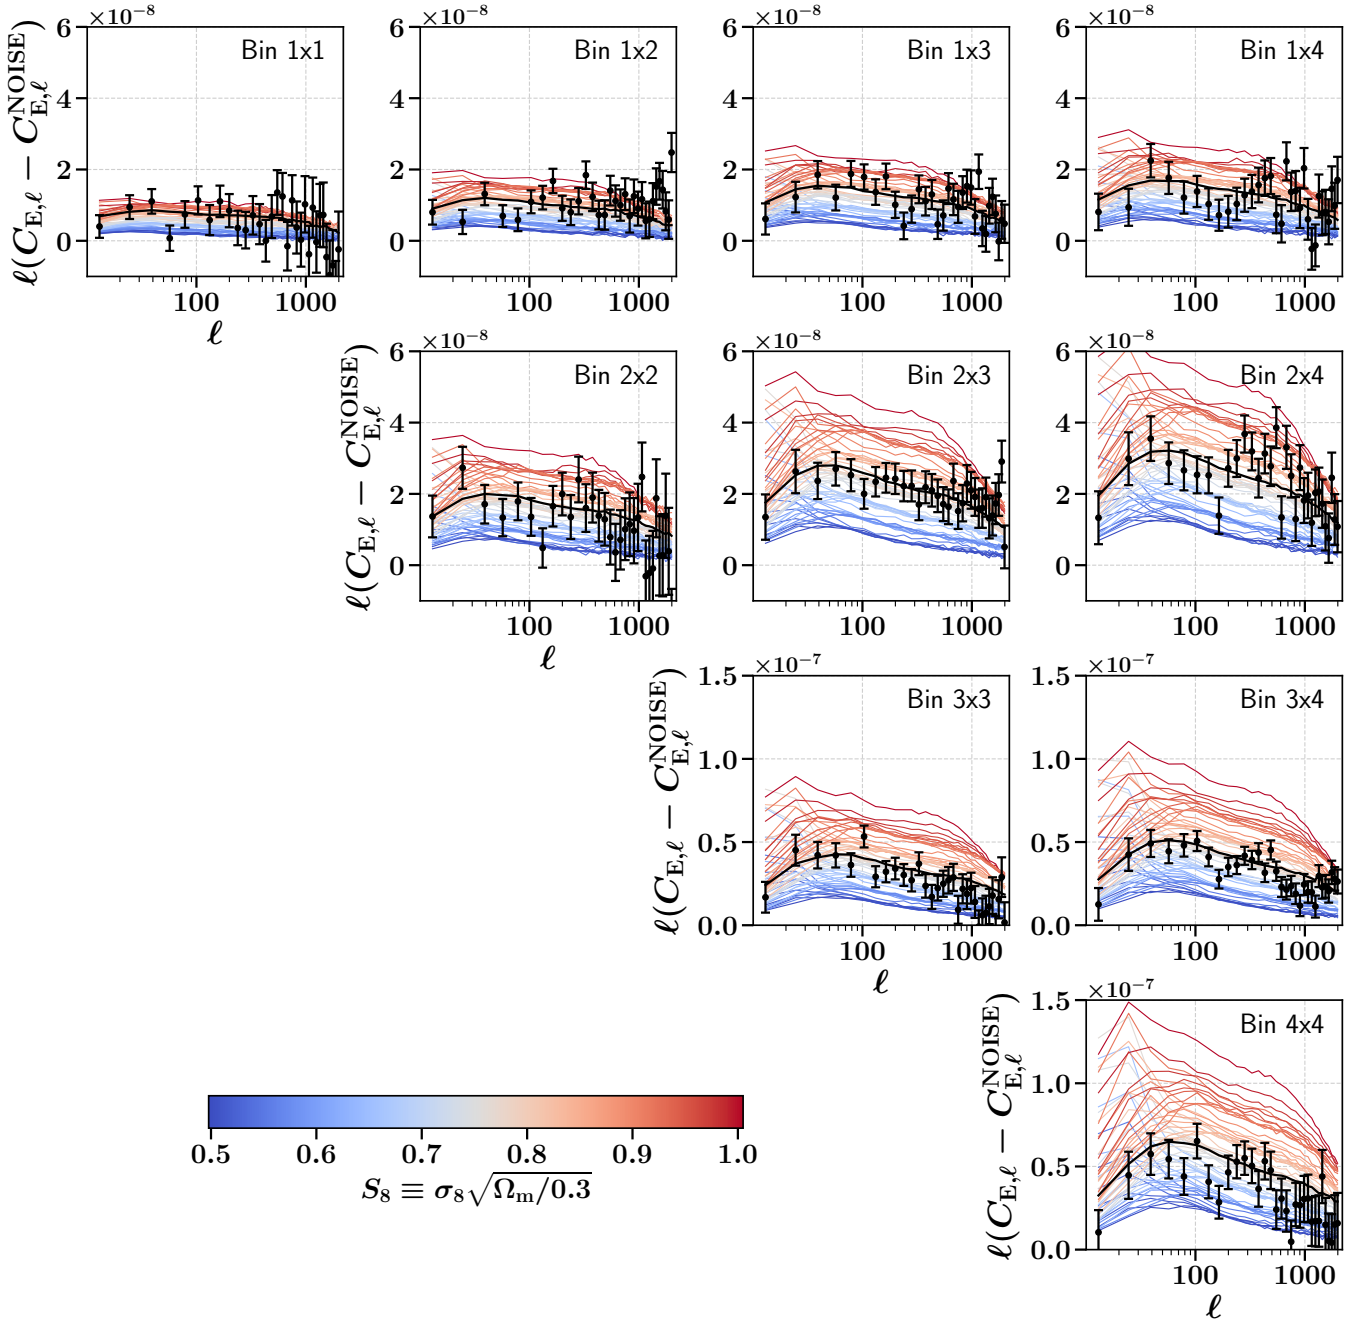 ×10⁻⁸ ×10⁻⁸ ×10⁻⁸ ×10⁻⁸
ℓ(C_{E,ℓ} − C_{E,ℓ}^{NOISE})
6 6 6 6
4 4 4 4
2 2 2 2
0 0 0 0
Bin 1x1 Bin 1x2 Bin 1x3 Bin 1x4
100 1000 100 1000 100 1000 100 1000
ℓ
×10⁻⁸ ×10⁻⁸ ×10⁻⁸
ℓ(C_{E,ℓ} − C_{E,ℓ}^{NOISE})
6 6 6
4 4 4
2 2 2
0 0 0
Bin 2x2 Bin 2x3 Bin 2x4
100 1000 100 1000 100 1000
ℓ
×10⁻⁷ ×10⁻⁷
ℓ(C_{E,ℓ} − C_{E,ℓ}^{NOISE})
1.5 1.5
1.0 1.0
0.5 0.5
0.0 0.0
Bin 3x3 Bin 3x4
100 1000 100 1000
ℓ
×10⁻⁷
ℓ(C_{E,ℓ} − C_{E,ℓ}^{NOISE})
1.5
1.0
0.5
0.0
Bin 4x4
100 1000
ℓ
0.5 0.6 0.7 0.8 0.9 1.0
S₈ ≡ σ₈√(Ω_m/0.3)